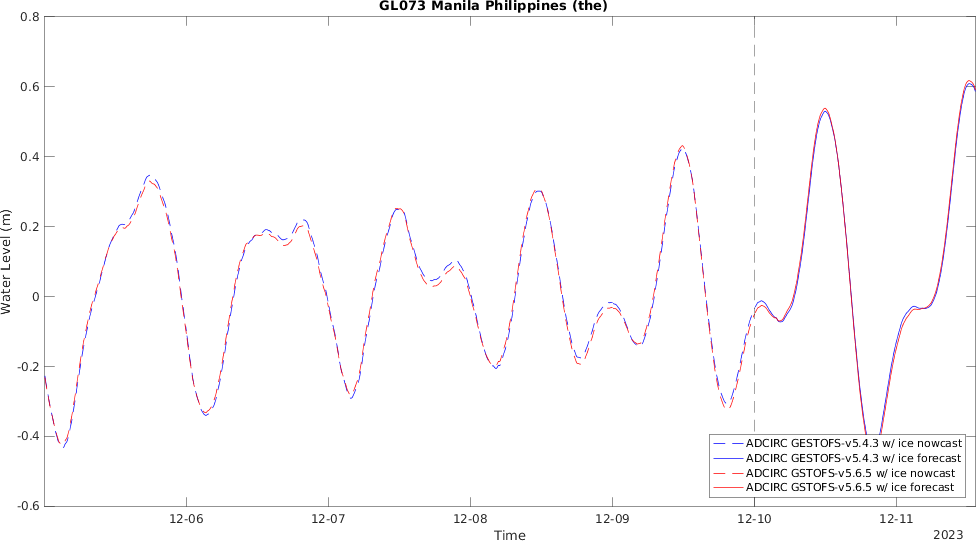 GL073 Manila Philippines (the)
0.8
0.6
0.4
0.2
0
-0.2
-0.4
-0.6
Water Level (m)
12-06
12-07
12-08
12-09
12-10
12-11
Time
2023
ADCIRC GESTOFS-v5.4.3 w/ ice nowcast
ADCIRC GESTOFS-v5.4.3 w/ ice forecast
ADCIRC GSTOFS-v5.6.5 w/ ice nowcast
ADCIRC GSTOFS-v5.6.5 w/ ice forecast